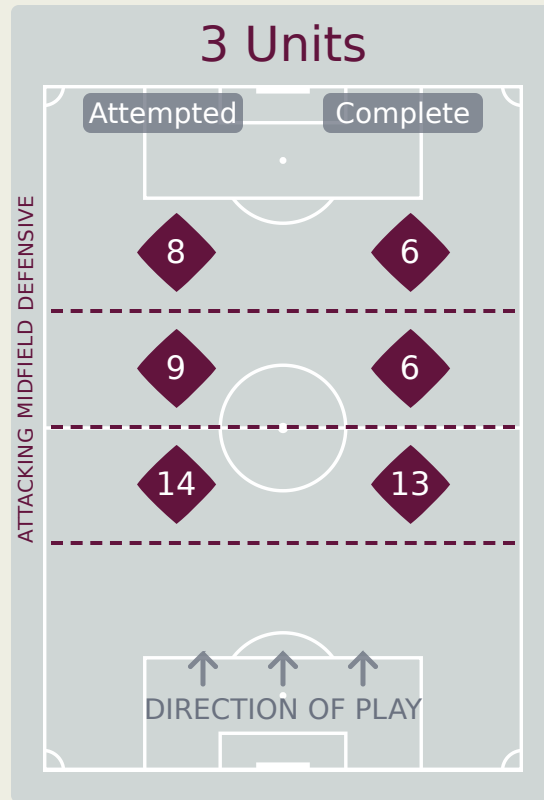 3 Units
Attempted Complete
ATTACKING MIDFIELD DEFENSIVE
8 6
9 6
14 13
DIRECTION OF PLAY